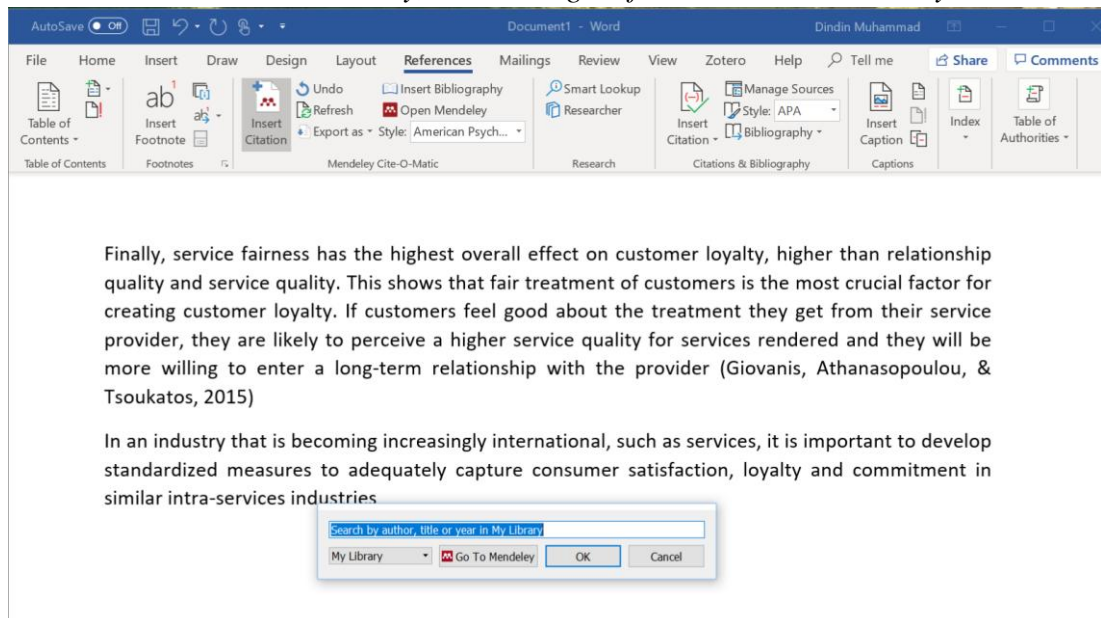 AutoSave Off Document1 - Word Dindin Muhammad
File Home Insert Draw Design Layout References Mailings Review View Zotero Help Tell me Share Comments
Table of Contents
Insert Footnote
Insert Citation
Undo Insert Bibliography
Refresh Open Mendeley
Export as Style: American Psych...
Smart Lookup
Researcher
Insert Citation
Manage Sources
Style: APA
Bibliography
Insert Caption
Index
Table of Authorities
Table of Contents Footnotes Mendeley Cite-O-Matic Research Citations & Bibliography Captions
Finally, service fairness has the highest overall effect on customer loyalty, higher than relationship
quality and service quality. This shows that fair treatment of customers is the most crucial factor for
creating customer loyalty. If customers feel good about the treatment they get from their service
provider, they are likely to perceive a higher service quality for services rendered and they will be
more willing to enter a long-term relationship with the provider (Giovanis, Athanasopoulou, &
Tsoukatos, 2015)
In an industry that is becoming increasingly international, such as services, it is important to develop
standardized measures to adequately capture consumer satisfaction, loyalty and commitment in
similar intra-services industries
Search by author, title or year in My Library
My Library Go To Mendeley OK Cancel